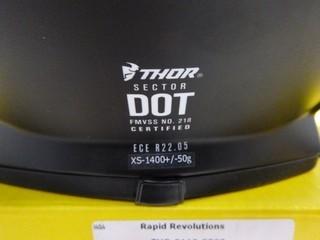 THOR
SECTOR
DOT
FMVSS NO. 218
CERTIFIED
ECE R22.05
XS-1400+/-50g
Rapid Revolutions